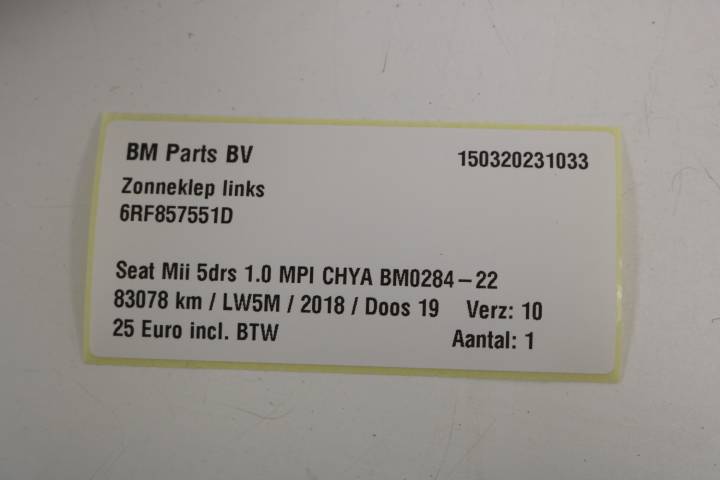 BM Parts BV 150320231033
Zonneklep links
6RF857551D
Seat Mii 5drs 1.0 MPI CHYA BM0284-22
83078 km / LW5M / 2018 / Doos 19 Verz: 10
25 Euro incl. BTW Aantal: 1